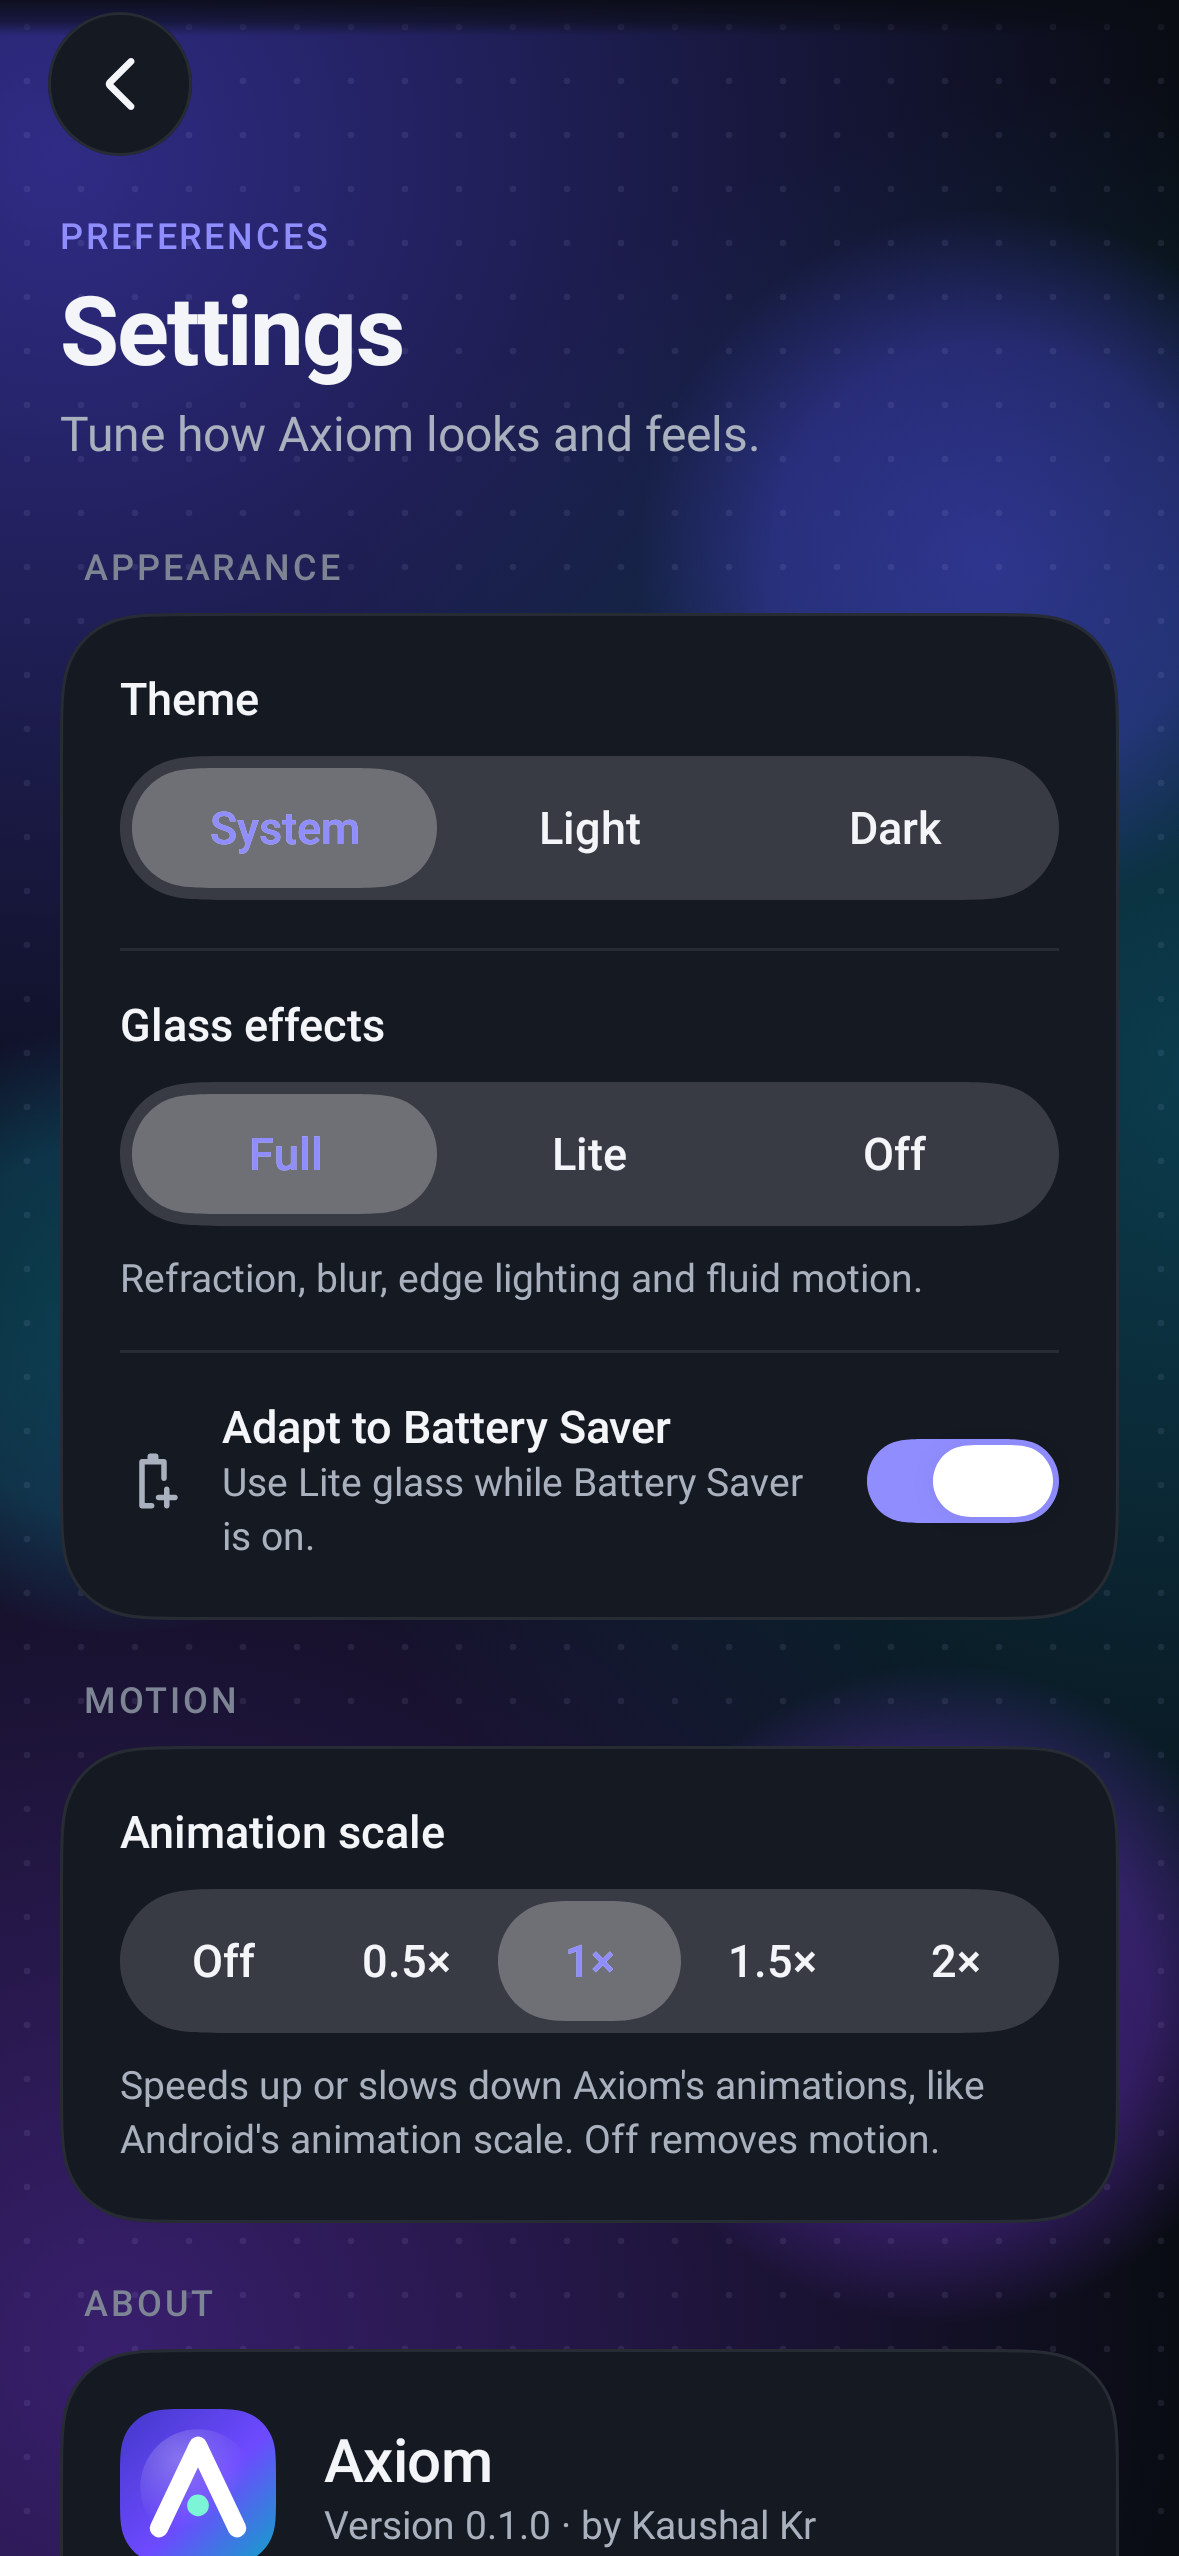 PREFERENCES
Settings
Tune how Axiom looks and feels.
APPEARANCE
Theme
System Light Dark
Glass effects
Full Lite Off
Refraction, blur, edge lighting and fluid motion.
Adapt to Battery Saver
Use Lite glass while Battery Saver
is on.
MOTION
Animation scale
Off 0.5× 1× 1.5× 2×
Speeds up or slows down Axiom's animations, like
Android's animation scale. Off removes motion.
ABOUT
Axiom
Version 0.1.0 · by Kaushal Kr